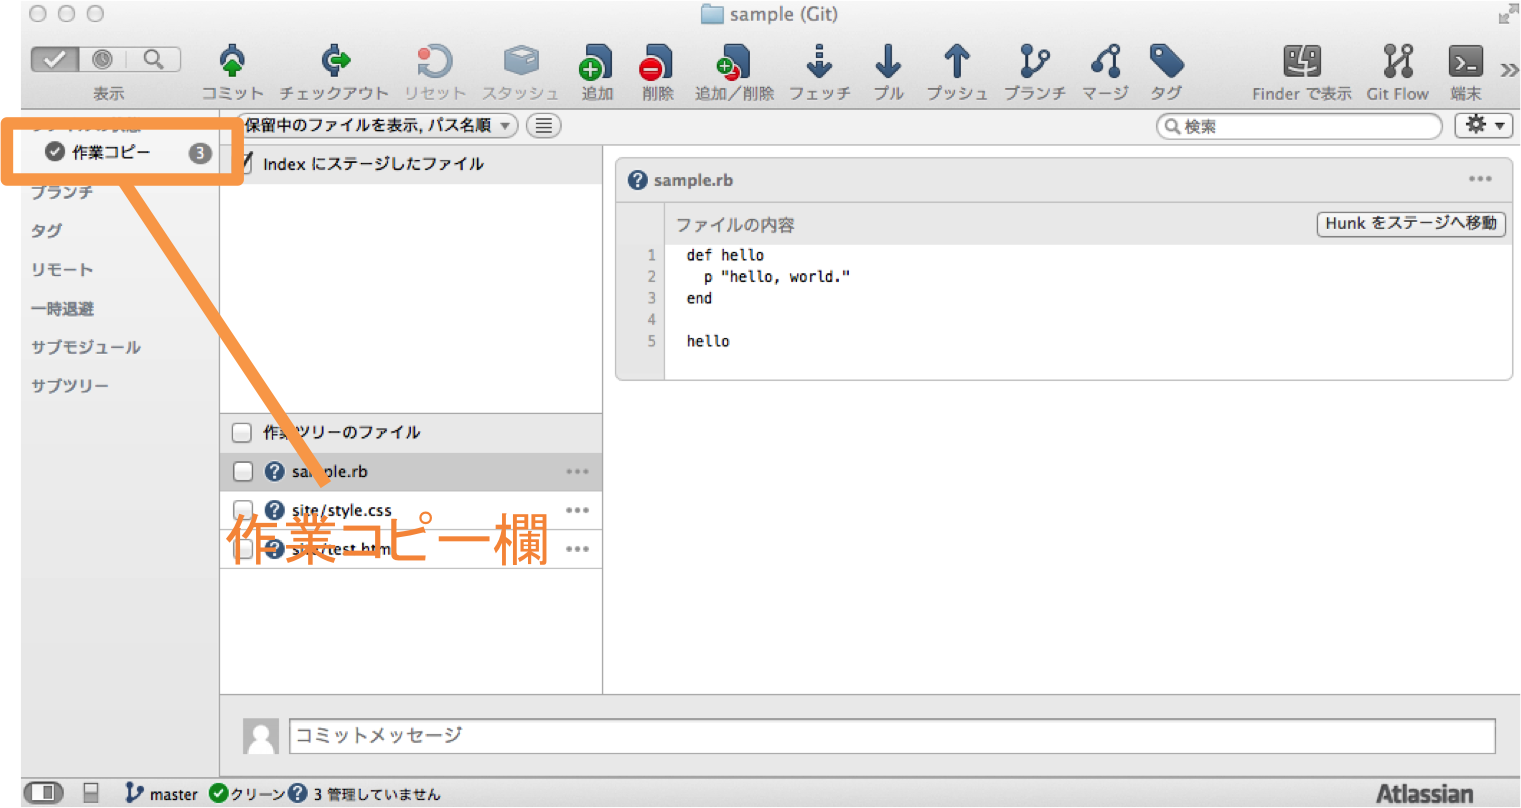 sample (Git)
表示
コミット チェックアウト リセット スタッシュ 追加 削除 追加／削除 フェッチ プル プッシュ ブランチ マージ タグ Finder で表示 Git Flow 端末
保留中のファイルを表示, パス名順
検索
作業コピー 3
ブランチ
タグ
リモート
一時退避
サブモジュール
サブツリー
Index にステージしたファイル
作業ツリーのファイル
sample.rb
site/style.css
作業コピー欄
sample.rb
ファイルの内容 Hunk をステージへ移動
1 def hello
2 p "hello, world."
3 end
4
5 hello
コミットメッセージ
master クリーン 3 管理していません
Atlassian